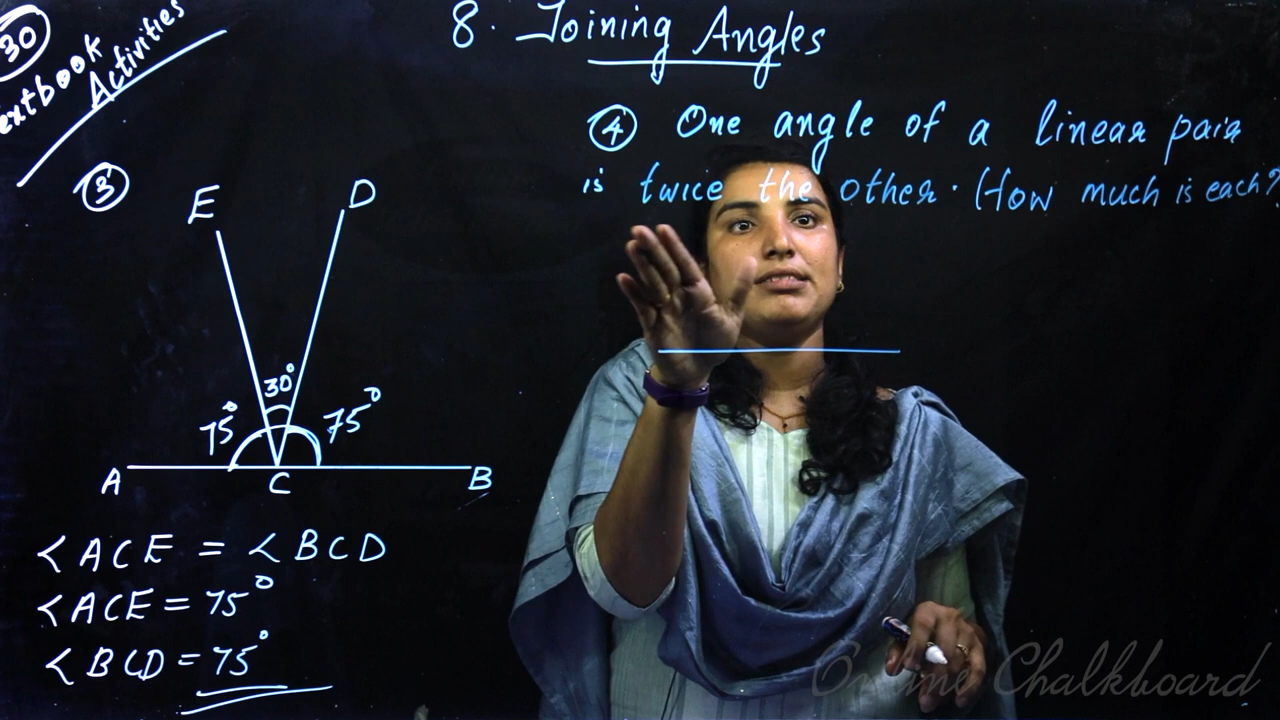 30
Textbook
Activities
8. Joining Angles
3
E
D
30°
75°
75°
A
C
B
<ACE = <BCD
<ACE = 75°
<BCD = 75°
4 One angle of a linear pair
is twice the other. How much is each?
Online Chalkboard